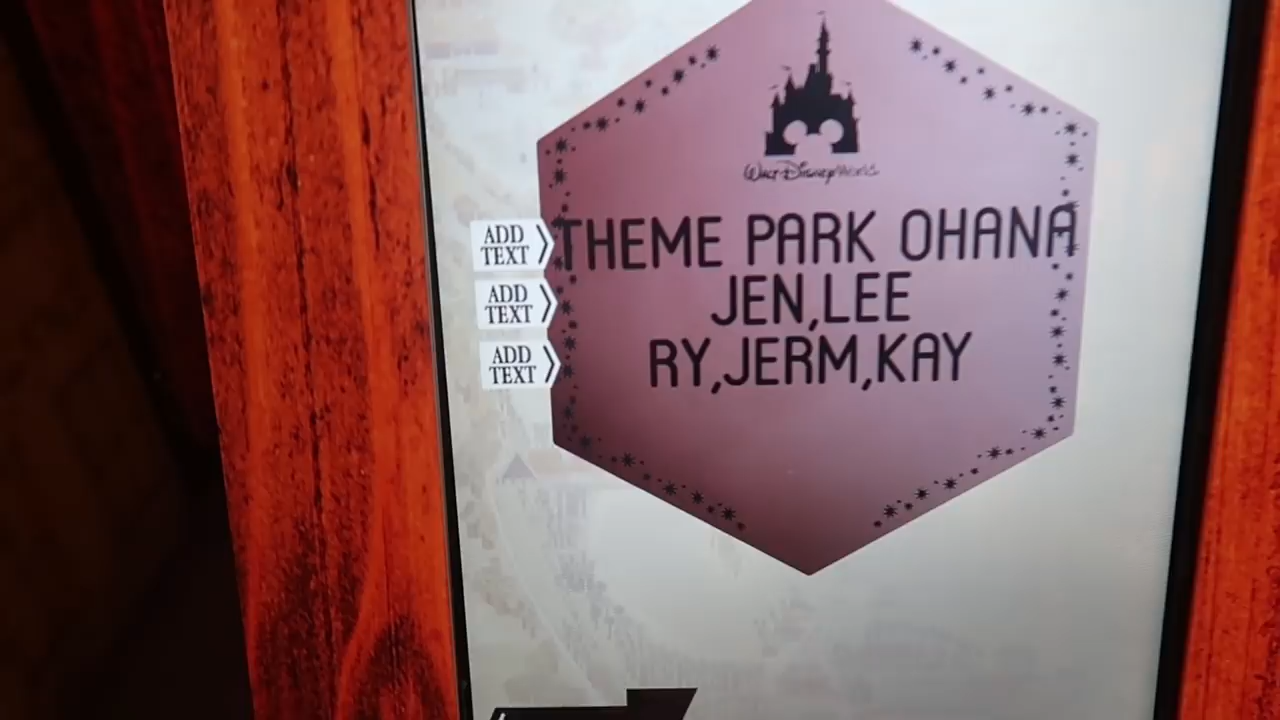 Walt Disney World
THEME PARK OHANA
JEN,LEE
RY,JERM,KAY
ADD
TEXT
ADD
TEXT
ADD
TEXT